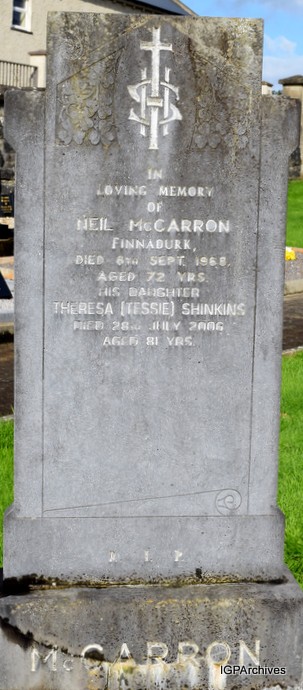 IHS
IN
LOVING MEMORY
OF
NEIL McCARRON
FINNADURK,
DIED 6TH SEPT. 1968.
AGED 72 YRS.
HIS DAUGHTER
THERESA (TESSIE) SHINKINS
DIED 28TH JULY 2006
AGED 81 YRS.
R I P
McCARRON
IGPArchives